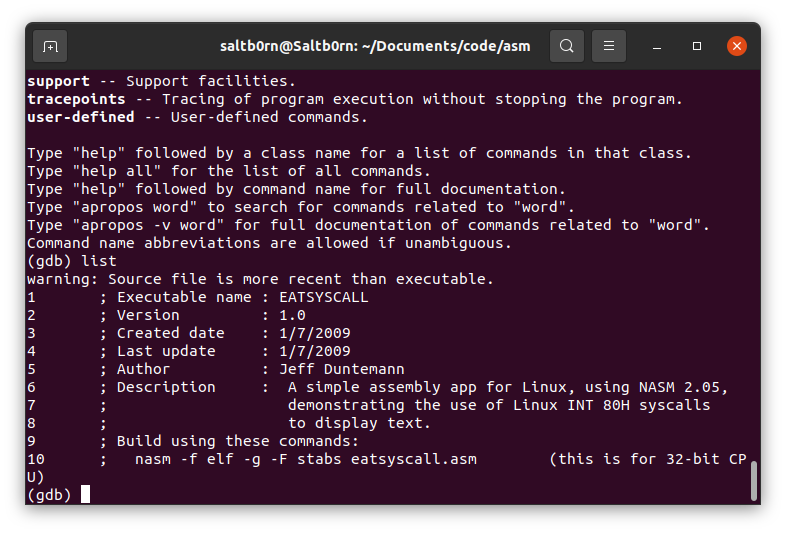 saltb0rn@Saltb0rn: ~/Documents/code/asm
support -- Support facilities.
tracepoints -- Tracing of program execution without stopping the program.
user-defined -- User-defined commands.

Type "help" followed by a class name for a list of commands in that class.
Type "help all" for the list of all commands.
Type "help" followed by command name for full documentation.
Type "apropos word" to search for commands related to "word".
Type "apropos -v word" for full documentation of commands related to "word".
Command name abbreviations are allowed if unambiguous.
(gdb) list
warning: Source file is more recent than executable.
1       ; Executable name : EATSYSCALL
2       ; Version         : 1.0
3       ; Created date    : 1/7/2009
4       ; Last update     : 1/7/2009
5       ; Author          : Jeff Duntemann
6       ; Description     :  A simple assembly app for Linux, using NASM 2.05,
7       ;                    demonstrating the use of Linux INT 80H syscalls
8       ;                    to display text.
9       ; Build using these commands:
10      ;   nasm -f elf -g -F stabs eatsyscall.asm        (this is for 32-bit CP
U)
(gdb)